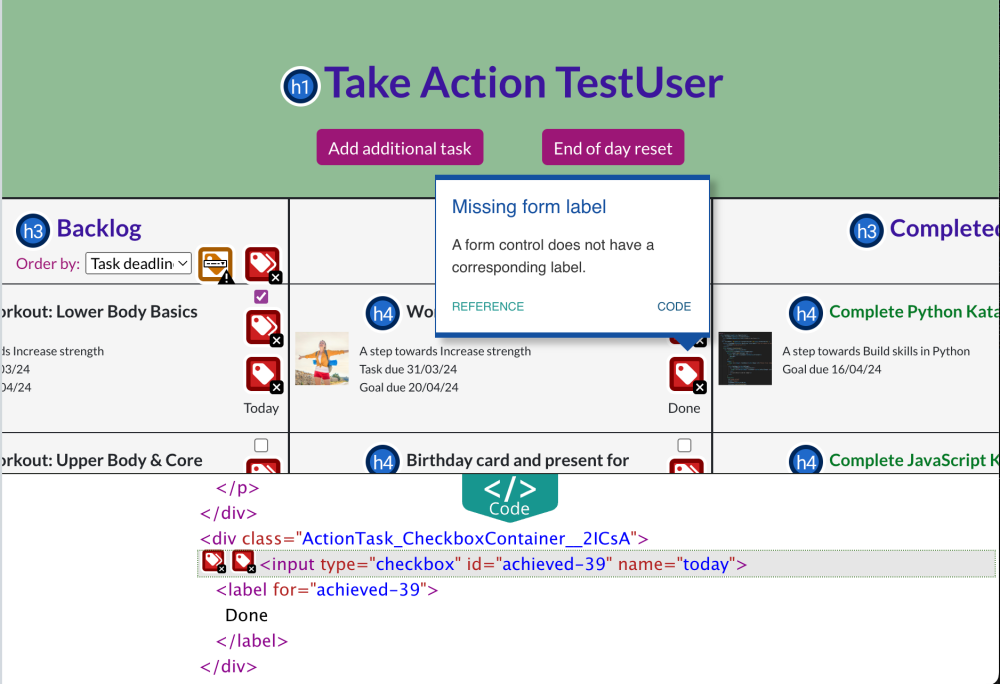 h1 Take Action TestUser
Add additional task
End of day reset
Missing form label
A form control does not have a
corresponding label.
REFERENCE
CODE
h3 Backlog
h3 Completed
Order by: Task deadlin
orkout: Lower Body Basics
ds Increase strength
03/24
04/24
Today
h4 Wo
A step towards Increase strength
Task due 31/03/24
Goal due 20/04/24
Done
h4 Complete Python Kata
A step towards Build skills in Python
Goal due 16/04/24
orkout: Upper Body & Core
h4 Birthday card and present for
h4 Complete JavaScript K
</>
Code
</p>
</div>
<div class="ActionTask_CheckboxContainer__2ICsA">
<input type="checkbox" id="achieved-39" name="today">
<label for="achieved-39">
Done
</label>
</div>